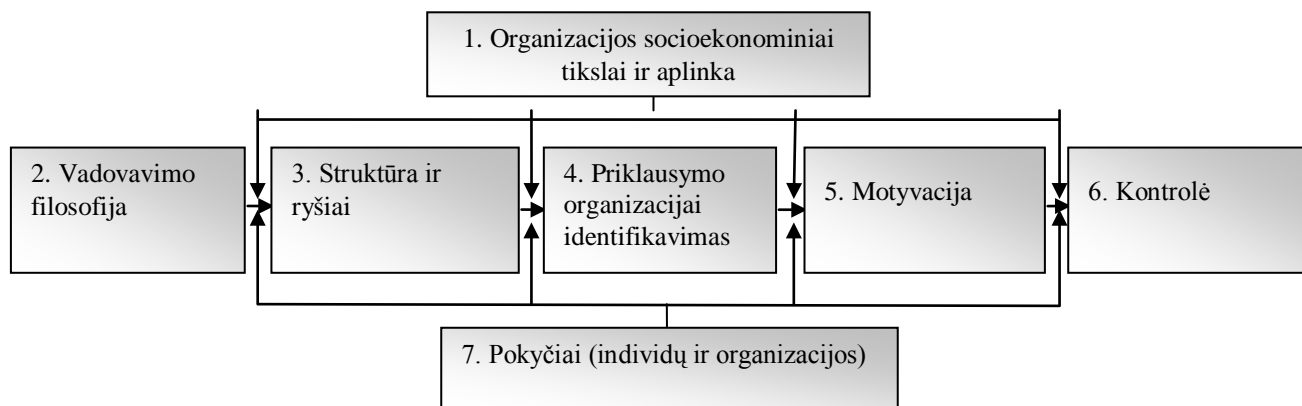 1. Organizacijos socioekonominiai
tikslai ir aplinka
2. Vadovavimo
filosofija
3. Struktūra ir
ryšiai
4. Priklausymo
organizacijai
identifikavimas
5. Motyvacija
6. Kontrolė
7. Pokyčiai (individų ir organizacijos)